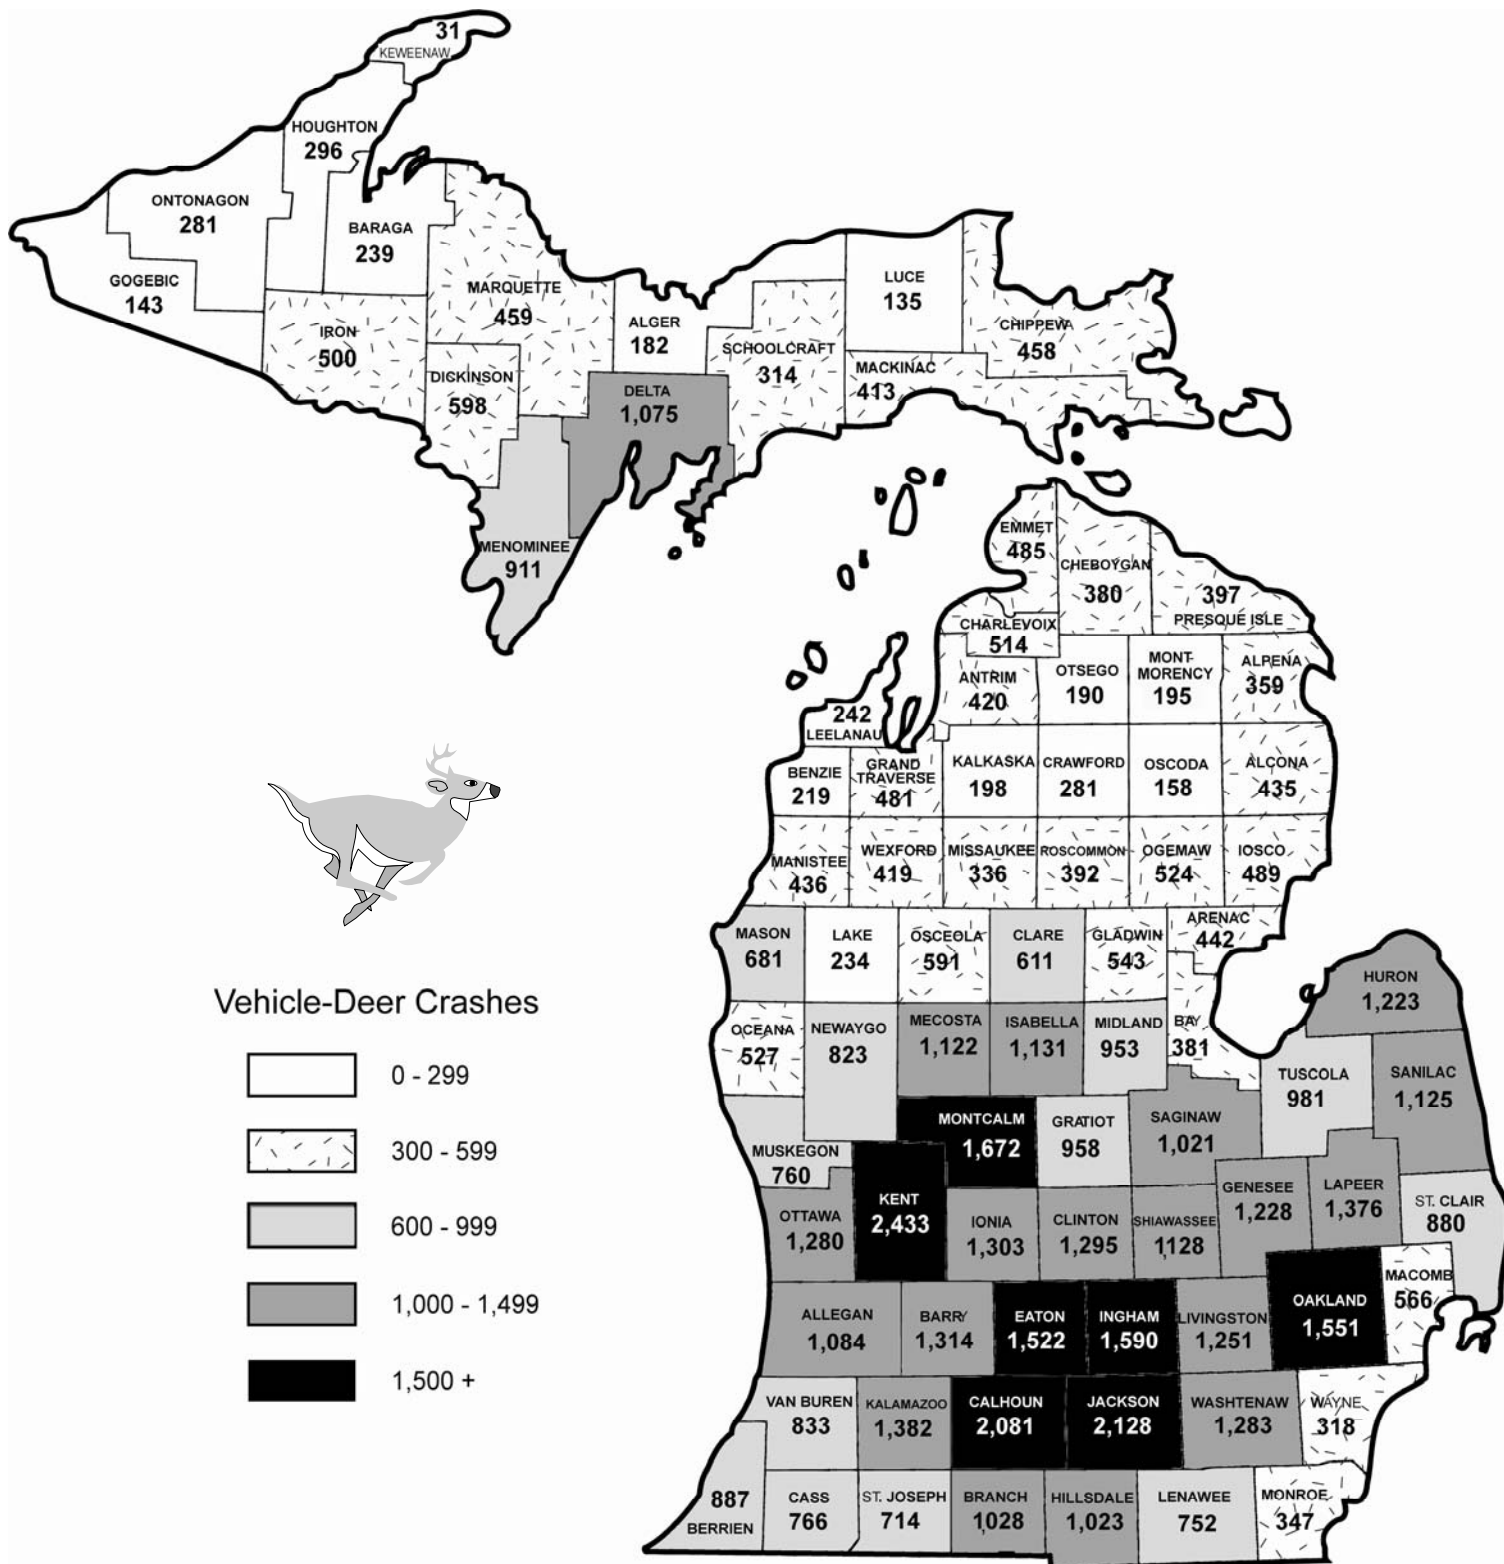 31
KEWEENAW
HOUGHTON
296
ONTONAGON
281
BARAGA
239
GOGEBIC
143
IRON
500
MARQUETTE
459
DICKINSON
598
ALGER
182
DELTA
1,075
SCHOOLCRAFT
314
LUCE
135
MACKINAC
413
CHIPPEWA
458
MENOMINEE
911
EMMET
485
CHEBOYGAN
380
397
PRESQUE ISLE
CHARLEVOIX
514
ANTRIM
420
OTSEGO
190
MONT-
MORENCY
195
ALPENA
359
242
LEELANAU
BENZIE
219
GRAND
TRAVERSE
481
KALKASKA
198
CRAWFORD
281
OSCODA
158
ALCONA
435
MANISTEE
436
WEXFORD
419
MISSAUKEE
336
ROSCOMMON
392
OGEMAW
524
IOSCO
489
MASON
681
LAKE
234
OSCEOLA
591
CLARE
611
GLADWIN
543
ARENAC
442
HURON
1,223
OCEANA
527
NEWAYGO
823
MECOSTA
1,122
ISABELLA
1,131
MIDLAND
953
BAY
381
TUSCOLA
981
SANILAC
1,125
MUSKEGON
760
MONTCALM
1,672
GRATIOT
958
SAGINAW
1,021
OTTAWA
1,280
KENT
2,433
IONIA
1,303
CLINTON
1,295
SHIAWASSEE
1128
GENESEE
1,228
LAPEER
1,376
ST. CLAIR
880
ALLEGAN
1,084
BARRY
1,314
EATON
1,522
INGHAM
1,590
LIVINGSTON
1,251
OAKLAND
1,551
MACOMB
566
VAN BUREN
833
KALAMAZOO
1,382
CALHOUN
2,081
JACKSON
2,128
WASHTENAW
1,283
WAYNE
318
887
BERRIEN
CASS
766
ST. JOSEPH
714
BRANCH
1,028
HILLSDALE
1,023
LENAWEE
752
MONROE
347
Vehicle-Deer Crashes
0 - 299
300 - 599
600 - 999
1,000 - 1,499
1,500 +